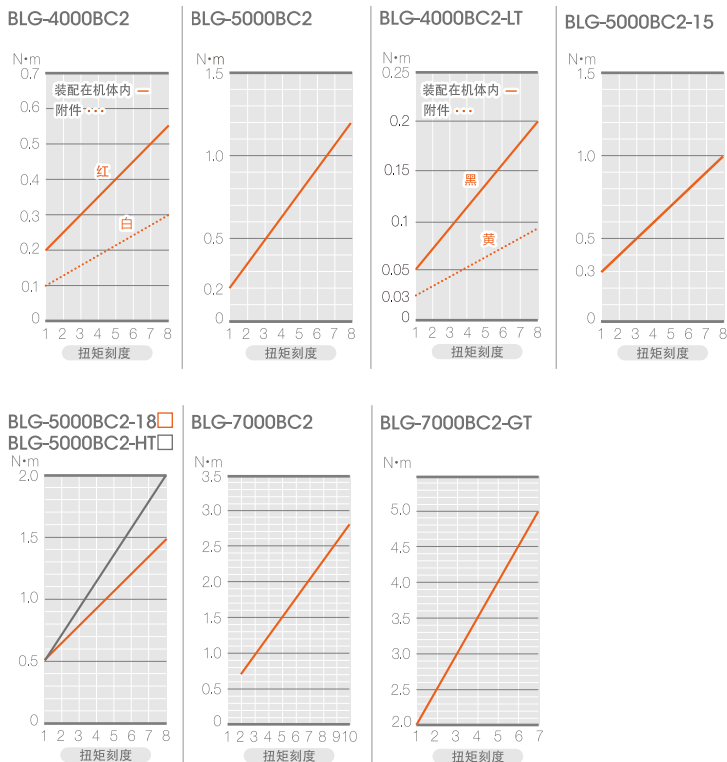 BLG-4000BC2
N•m
0.7
0.6
0.5
0.4
0.3
0.2
0.1
0
装配在机体内
附件
红
白
1 2 3 4 5 6 7 8
扭矩刻度
BLG-5000BC2
N•m
1.5
1.0
0.5
0.2
0
1 2 3 4 5 6 7 8
扭矩刻度
BLG-4000BC2-LT
N•m
0.25
0.2
0.15
0.1
0.05
0.03
0
装配在机体内
附件
黑
黄
1 2 3 4 5 6 7 8
扭矩刻度
BLG-5000BC2-15
N•m
1.5
1.0
0.5
0.3
0
1 2 3 4 5 6 7 8
扭矩刻度
BLG-5000BC2-18
BLG-5000BC2-HT
N•m
2.0
1.5
1.0
0.5
0
1 2 3 4 5 6 7 8
扭矩刻度
BLG-7000BC2
N•m
3.5
3.0
2.5
2.0
1.5
1.0
0.5
0
1 2 3 4 5 6 7 8 9 10
扭矩刻度
BLG-7000BC2-GT
N•m
5.0
4.5
4.0
3.5
3.0
2.5
2.0
1 2 3 4 5 6 7
扭矩刻度